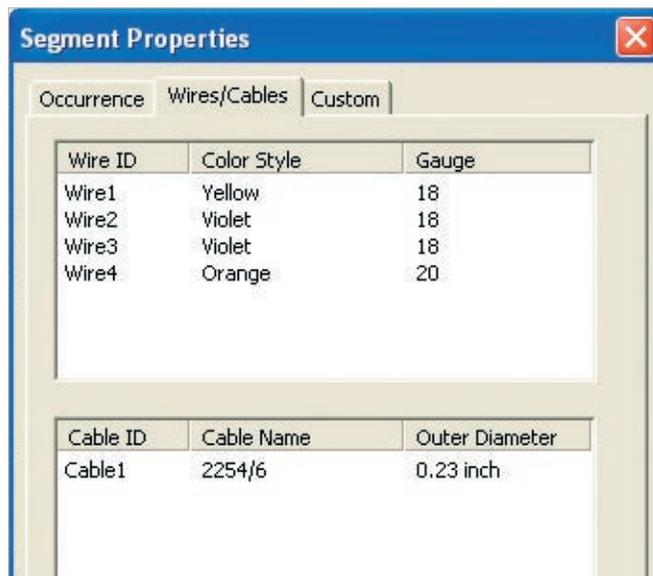 Segment Properties
Occurrence Wires/Cables Custom
Wire ID Color Style Gauge
Wire1 Yellow 18
Wire2 Violet 18
Wire3 Violet 18
Wire4 Orange 20
Cable ID Cable Name Outer Diameter
Cable1 2254/6 0.23 inch